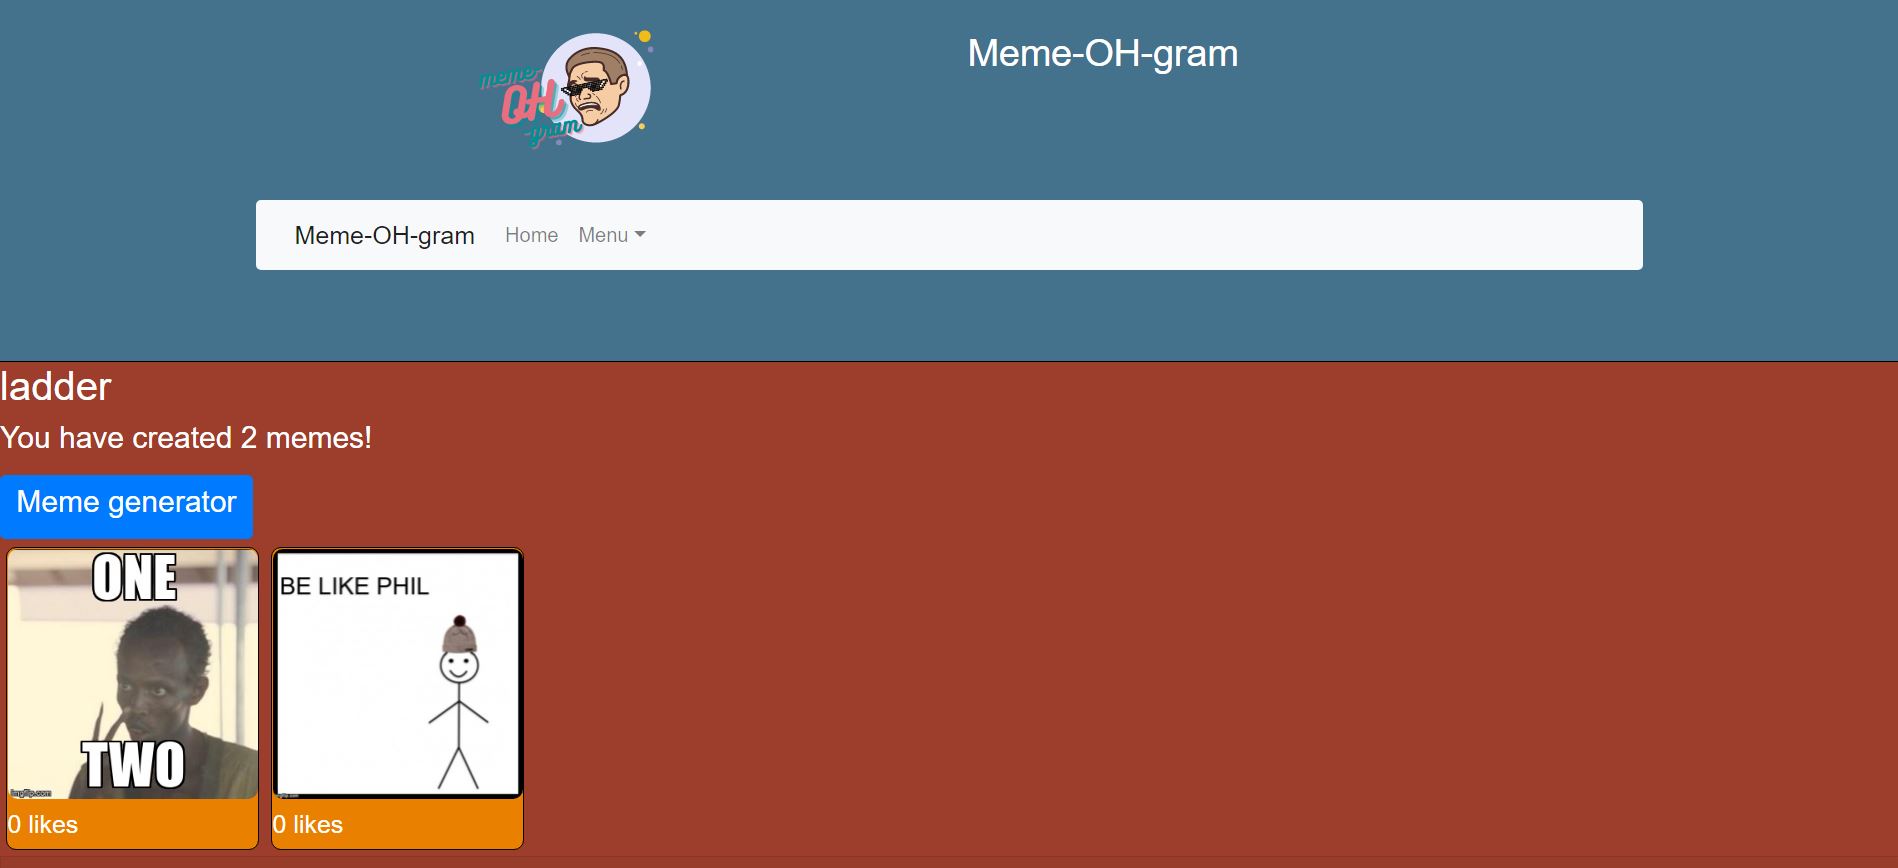 meme-
OH
gram
Meme-OH-gram
Meme-OH-gram Home Menu
ladder
You have created 2 memes!
Meme generator
ONE
TWO
imgflip.com
0 likes
BE LIKE PHIL
0 likes